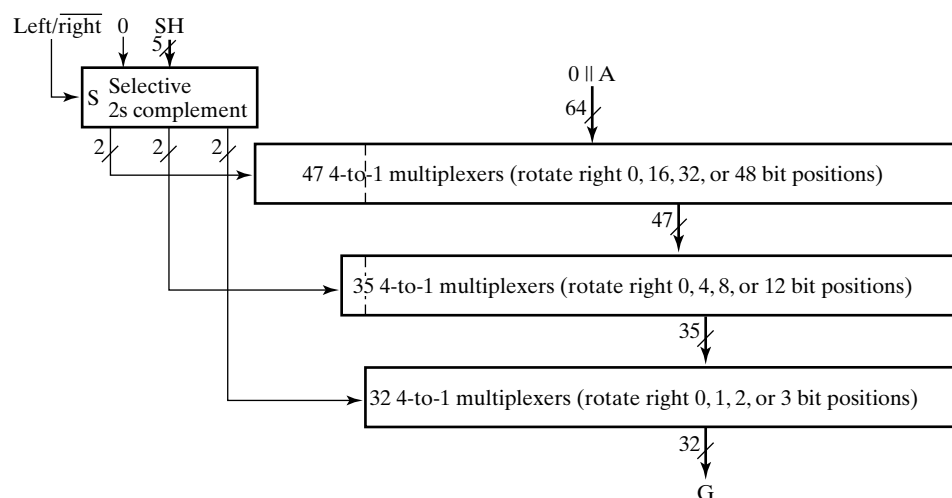 Left/right 0 SH
5
S Selective
2s complement
0 || A
64
2 2 2
47 4-to-1 multiplexers (rotate right 0, 16, 32, or 48 bit positions)
47
35 4-to-1 multiplexers (rotate right 0, 4, 8, or 12 bit positions)
35
32 4-to-1 multiplexers (rotate right 0, 1, 2, or 3 bit positions)
32
G